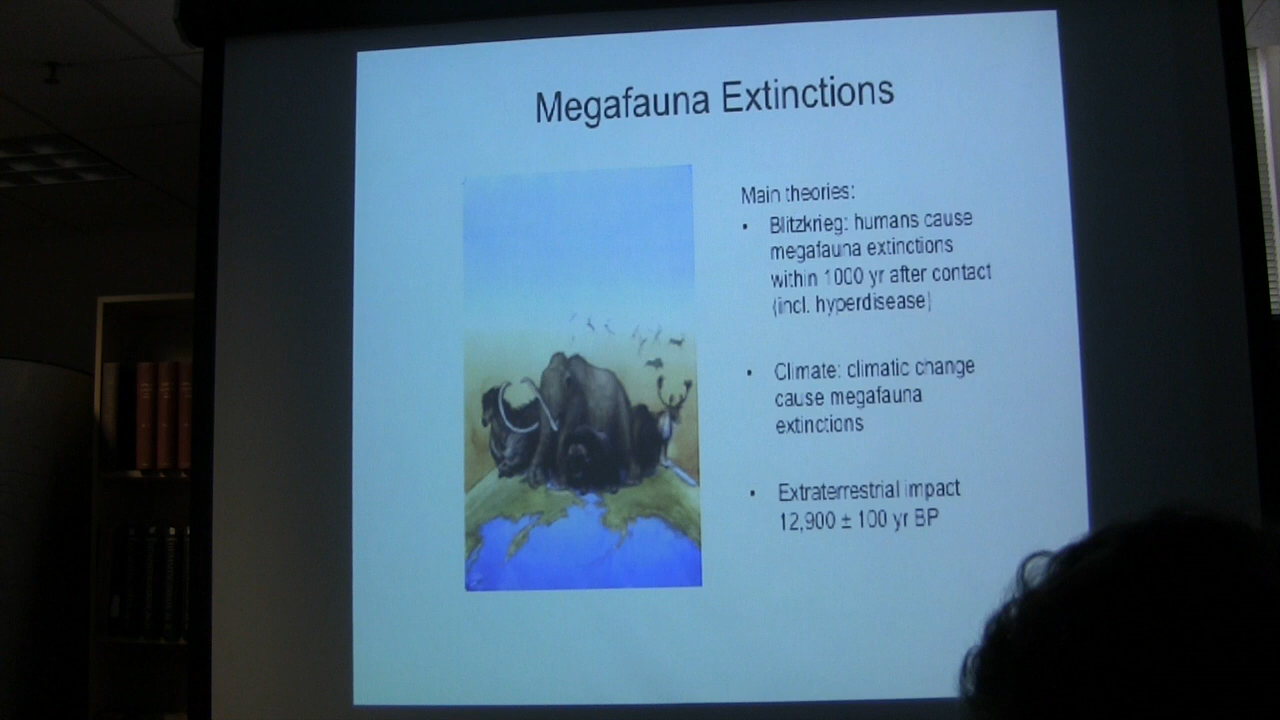 Megafauna Extinctions
Main theories:
• Blitzkrieg: humans cause
megafauna extinctions
within 1000 yr after contact
(incl. hyperdisease)
• Climate: climatic change
cause megafauna
extinctions
• Extraterrestrial impact
12,900 ± 100 yr BP